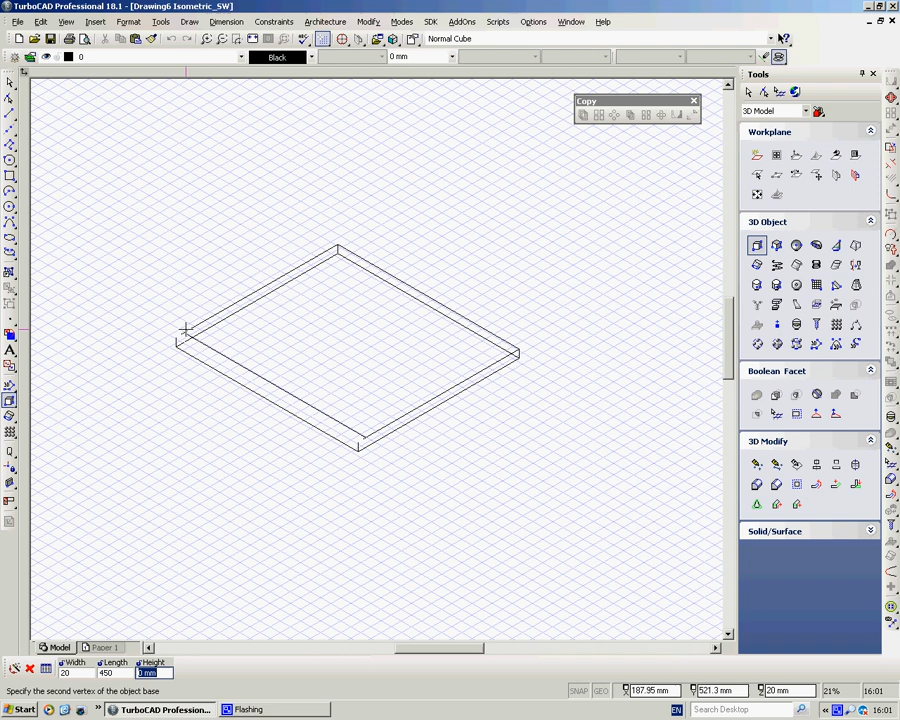 TurboCAD Professional 18.1 - [Drawing6 Isometric_SW]
File Edit View Insert Format Tools Draw Dimension Constraints Architecture Modify Modes SDK AddOns Scripts Options Window Help
Normal Cube
0 Black 0 mm
Copy
Tools
3D Model
Workplane
3D Object
Boolean Facet
3D Modify
Solid/Surface
Model Paper 1
Width Length Height
20 450 0 mm
Specify the second vertex of the object base
SNAP GEO 187.95 mm 521.3 mm 20 mm 21% 16:01
Start TurboCAD Profession... Flashing EN Search Desktop 16:01